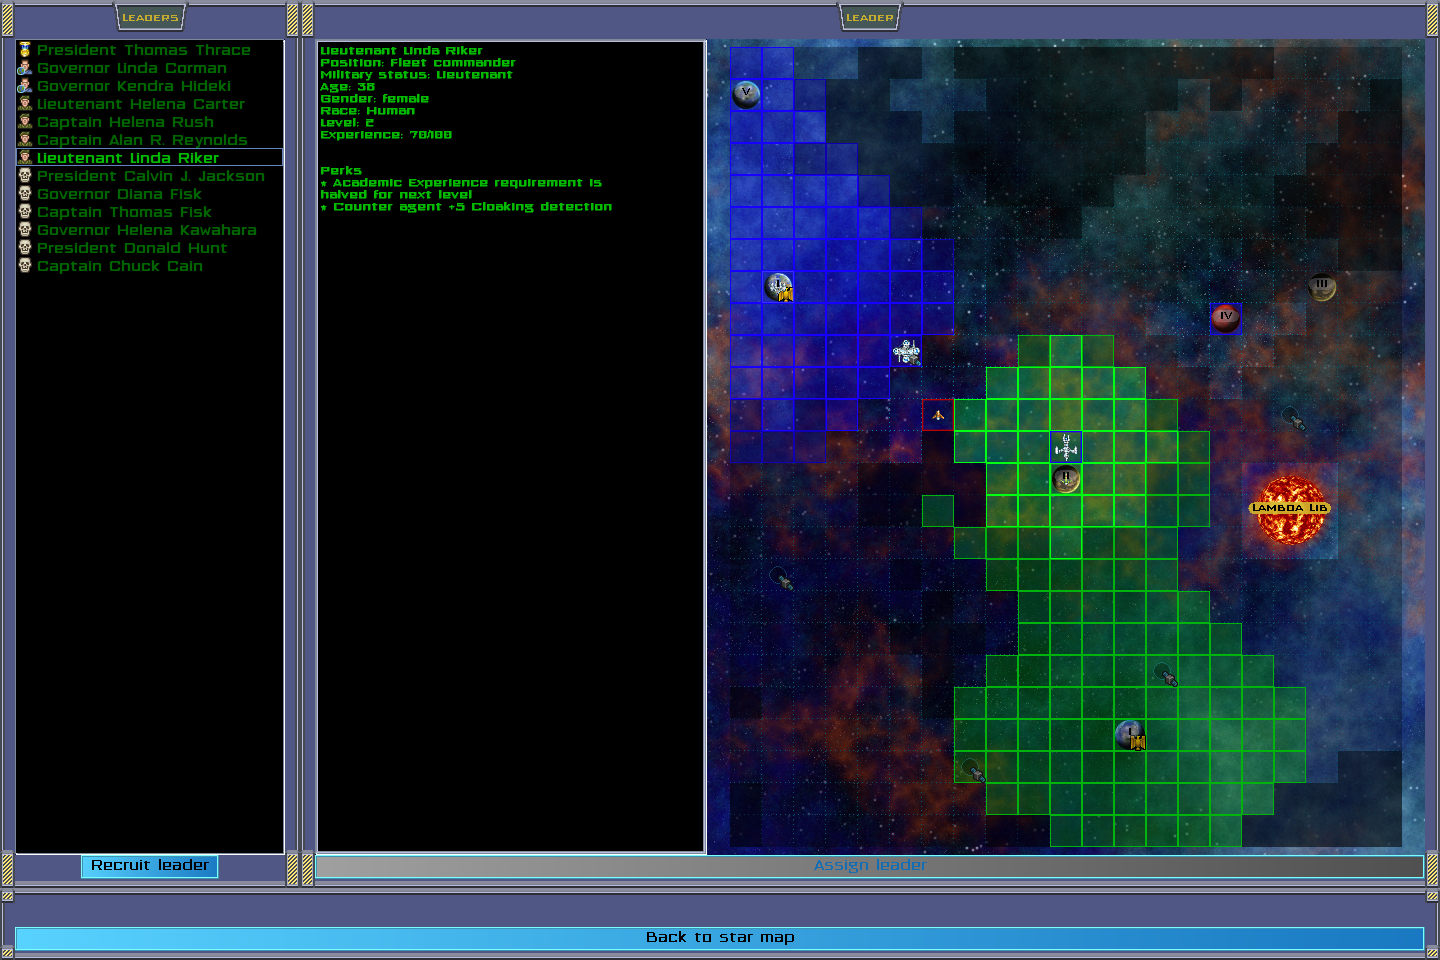 LEADERS
LEADER
President Thomas Thrace
Governor Linda Corman
Governor Kendra Hideki
Lieutenant Helena Carter
Captain Helena Rush
Captain Alan R. Reynolds
Lieutenant Linda Riker
President Calvin J. Jackson
Governor Diana Fisk
Captain Thomas Fisk
Governor Helena Kawahara
President Donald Hunt
Captain Chuck Cain
Recruit leader
Lieutenant Linda Riker
Position: Fleet commander
Military status: Lieutenant
Age: 38
Gender: female
Race: Human
Level: 2
Experience: 70/100
Perks
* Academic Experience requirement is
halved for next level
* Counter agent +5 Cloaking detection
V
I
III
IV
II
LAMBOA LIB
I
Assign leader
Back to star map